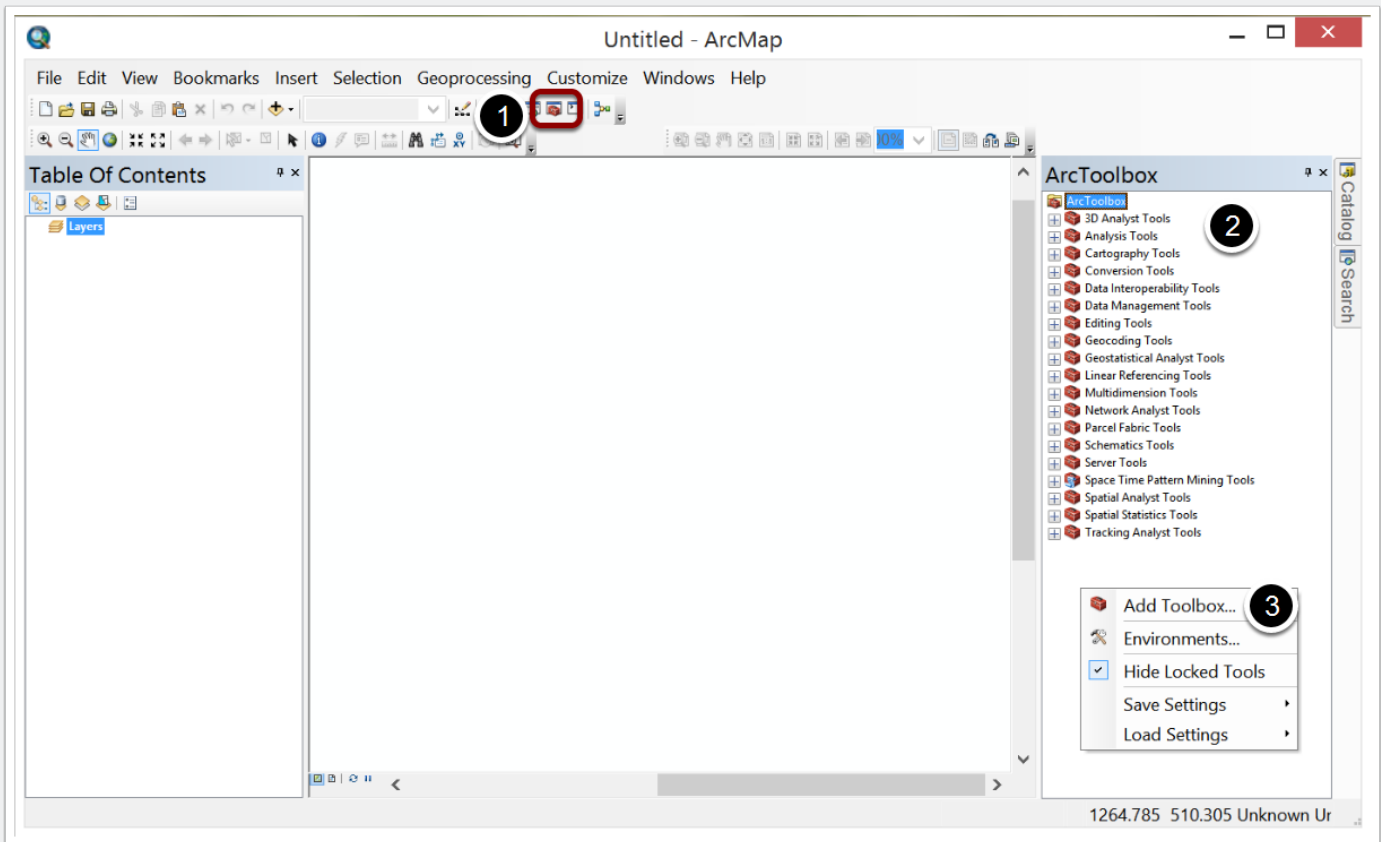 Untitled - ArcMap
File Edit View Bookmarks Insert Selection Geoprocessing Customize Windows Help
1
Table Of Contents
Layers
ArcToolbox
ArcToolbox
3D Analyst Tools
2
Analysis Tools
Cartography Tools
Conversion Tools
Data Interoperability Tools
Data Management Tools
Editing Tools
Geocoding Tools
Geostatistical Analyst Tools
Linear Referencing Tools
Multidimension Tools
Network Analyst Tools
Parcel Fabric Tools
Schematics Tools
Server Tools
Space Time Pattern Mining Tools
Spatial Analyst Tools
Spatial Statistics Tools
Tracking Analyst Tools
Catalog
Search
Add Toolbox...
3
Environments...
Hide Locked Tools
Save Settings
Load Settings
1264.785 510.305 Unknown Ur